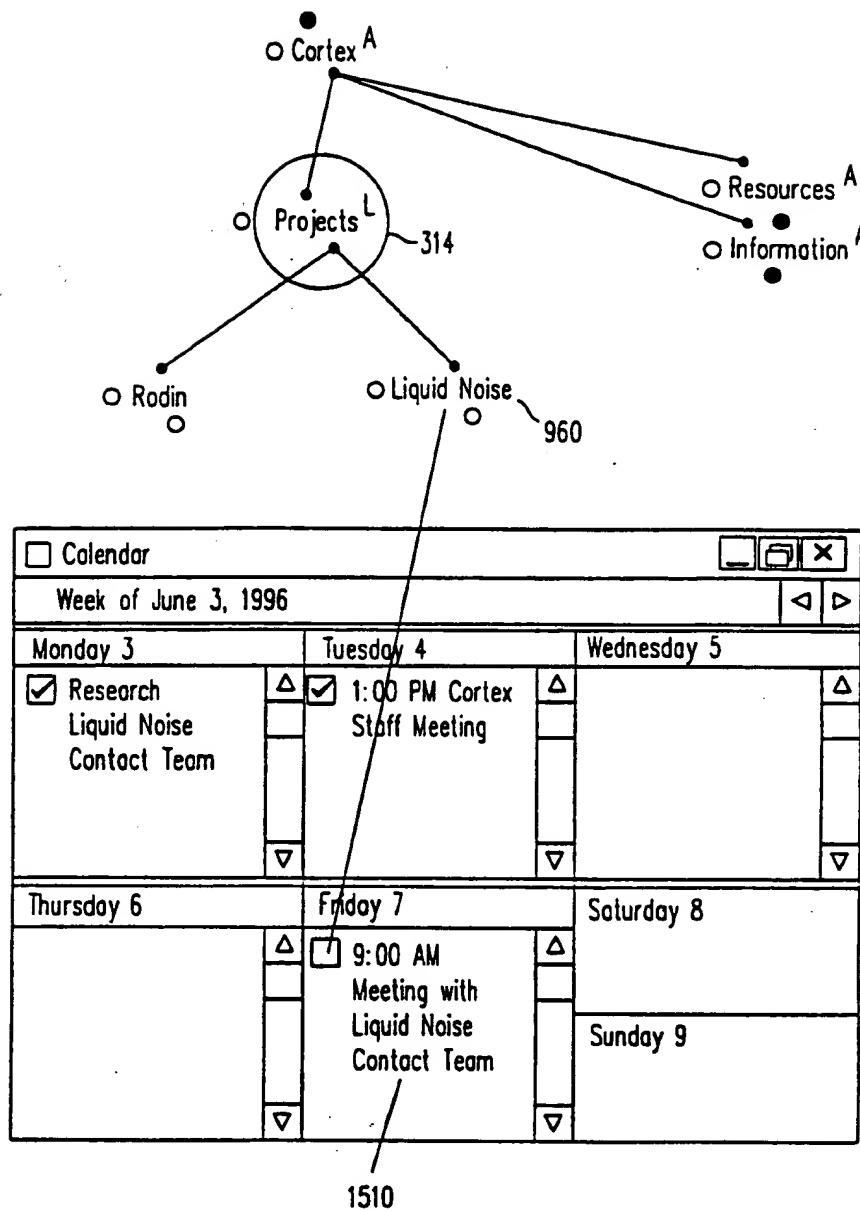 Cortex A
Projects L
314
Resources A
Information A
Rodin
Liquid Noise
960
Calendar
Week of June 3, 1996
Monday 3
Tuesday 4
Wednesday 5
Research
Liquid Noise
Contact Team
1:00 PM Cortex
Staff Meeting
Thursday 6
Friday 7
Saturday 8
9:00 AM
Meeting with
Liquid Noise
Contact Team
Sunday 9
1510